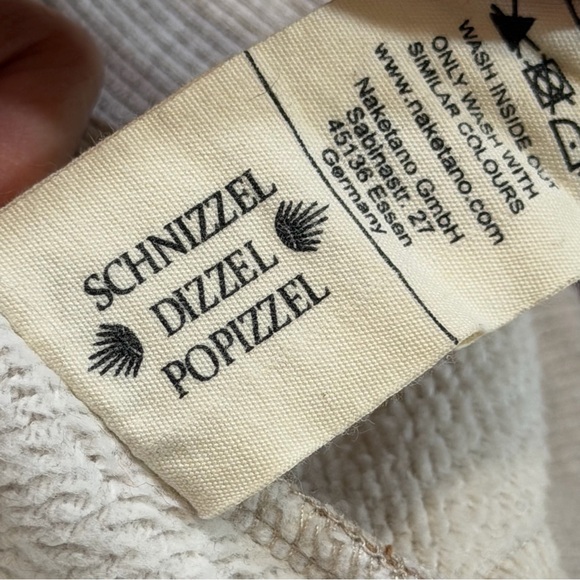 SCHNIZZEL
DIZZEL
POPIZZEL
WASH INSIDE OUT
ONLY WASH WITH
SIMILAR COLOURS
www.naketano.com
Naketano GmbH
Sabinastr. 27
45136 Essen
Germany